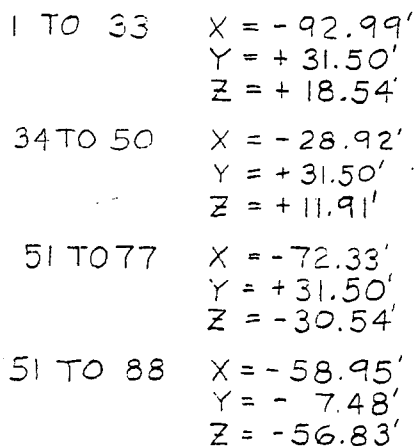 1 TO 33 X = - 92.99'
Y = + 31.50'
Z = + 18.54'
34 TO 50 X = - 28.92'
Y = + 31.50'
Z = + 11.91'
51 TO 77 X = - 72.33'
Y = + 31.50'
Z = - 30.54'
51 TO 88 X = - 58.95'
Y = - 7.48'
Z = - 56.83'